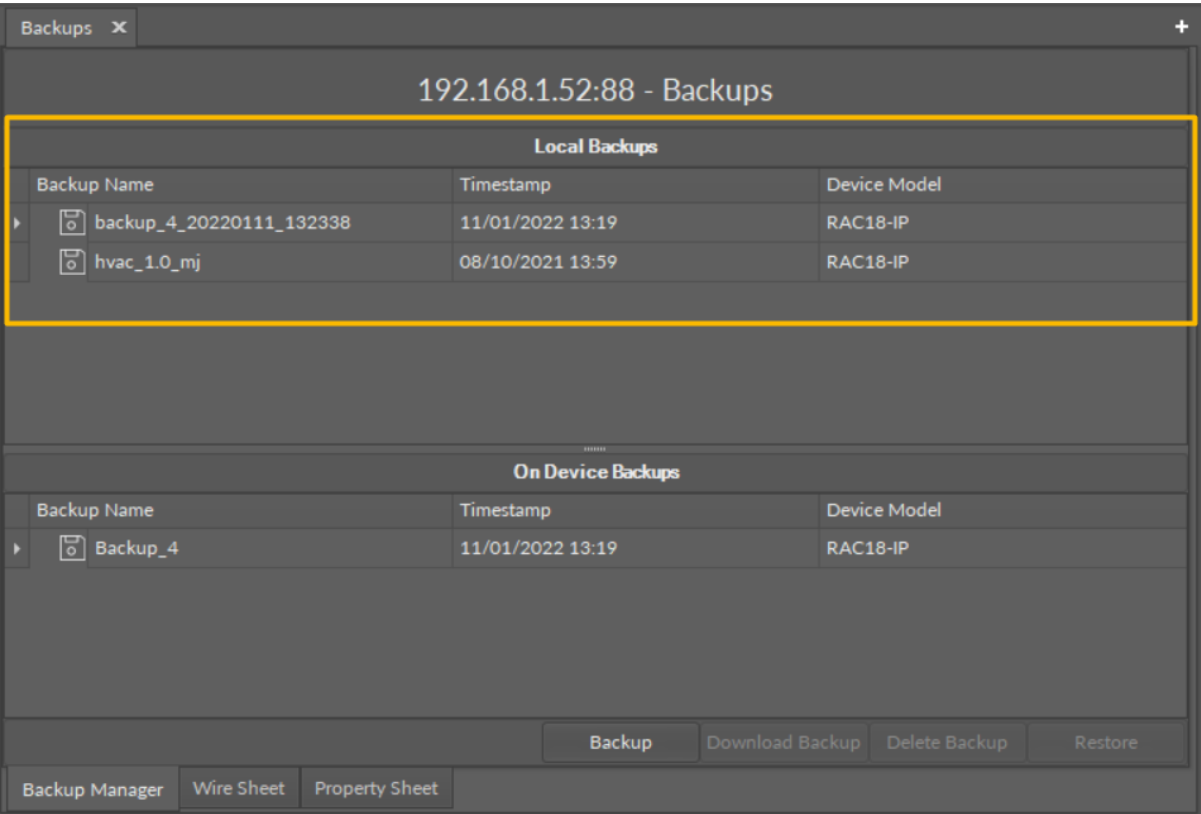 Backups
192.168.1.52:88 - Backups
Local Backups
Backup Name Timestamp Device Model
backup_4_20220111_132338 11/01/2022 13:19 RAC18-IP
hvac_1.0_mj 08/10/2021 13:59 RAC18-IP
On Device Backups
Backup Name Timestamp Device Model
Backup_4 11/01/2022 13:19 RAC18-IP
Backup Download Backup Delete Backup Restore
Backup Manager Wire Sheet Property Sheet